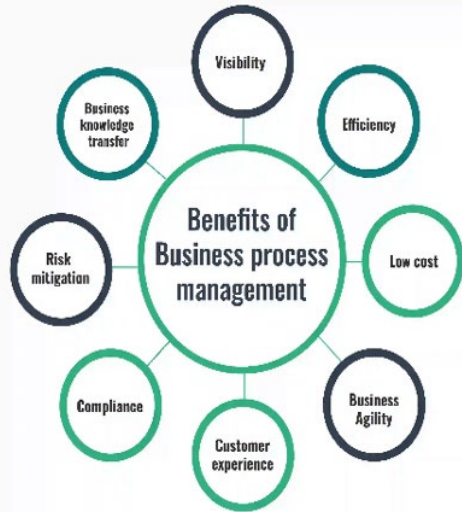 Benefits of
Business process
management
Visibility
Efficiency
Low cost
Business
Agility
Customer
experience
Compliance
Risk
mitigation
Business
knowledge
transfer